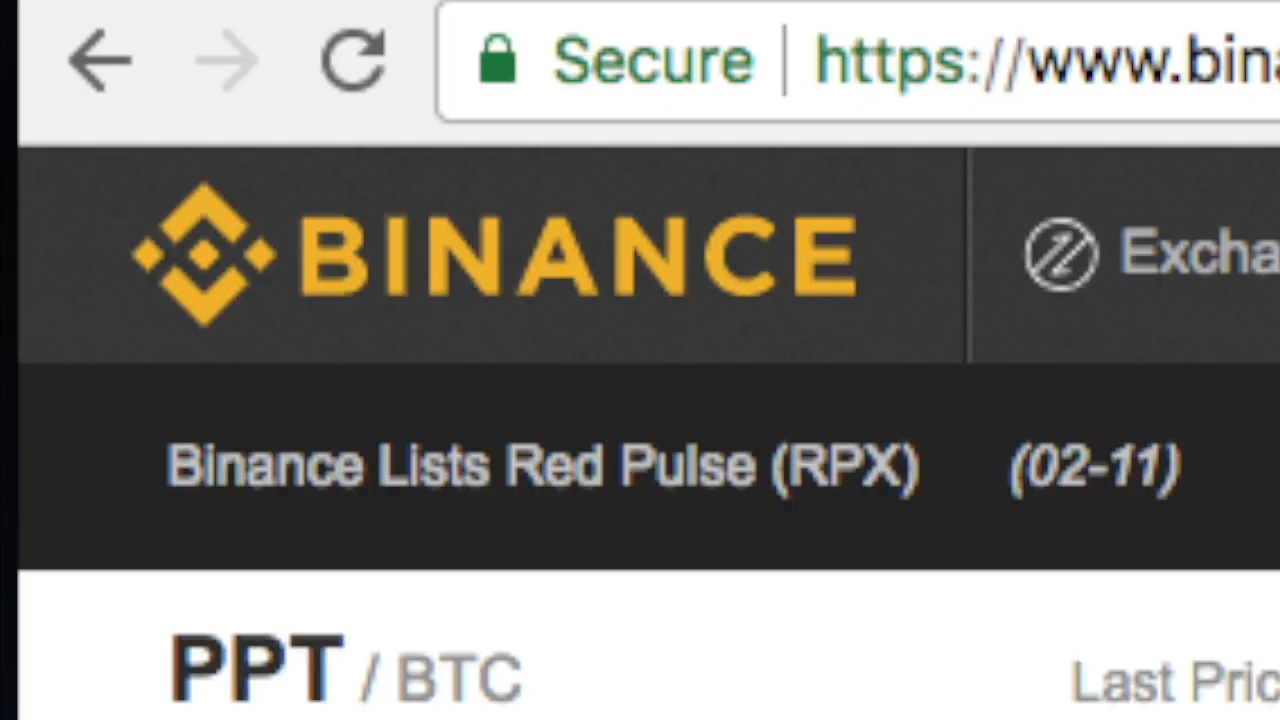 Secure | https://www.bina
BINANCE Excha
Binance Lists Red Pulse (RPX) (02-11)
PPT / BTC Last Pric